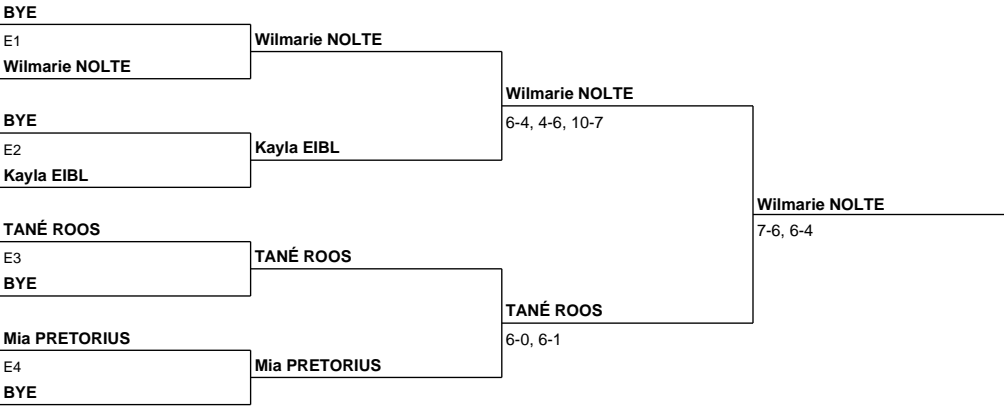 BYE
E1
Wilmarie NOLTE
Wilmarie NOLTE
BYE
E2
Kayla EIBL
Kayla EIBL
Wilmarie NOLTE
6-4, 4-6, 10-7
TANÉ ROOS
E3
BYE
TANÉ ROOS
Mia PRETORIUS
E4
BYE
Mia PRETORIUS
TANÉ ROOS
6-0, 6-1
Wilmarie NOLTE
7-6, 6-4